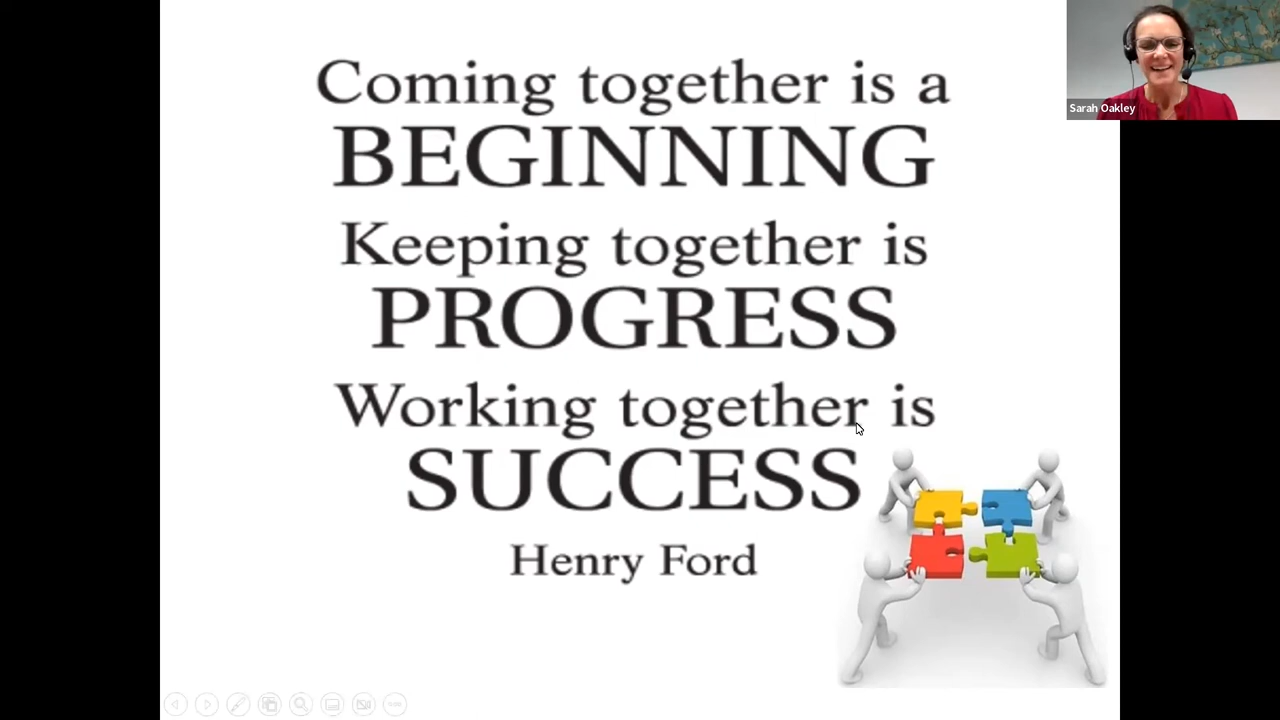 Coming together is a
BEGINNING
Keeping together is
PROGRESS
Working together is
SUCCESS
Henry Ford
Sarah Oakley